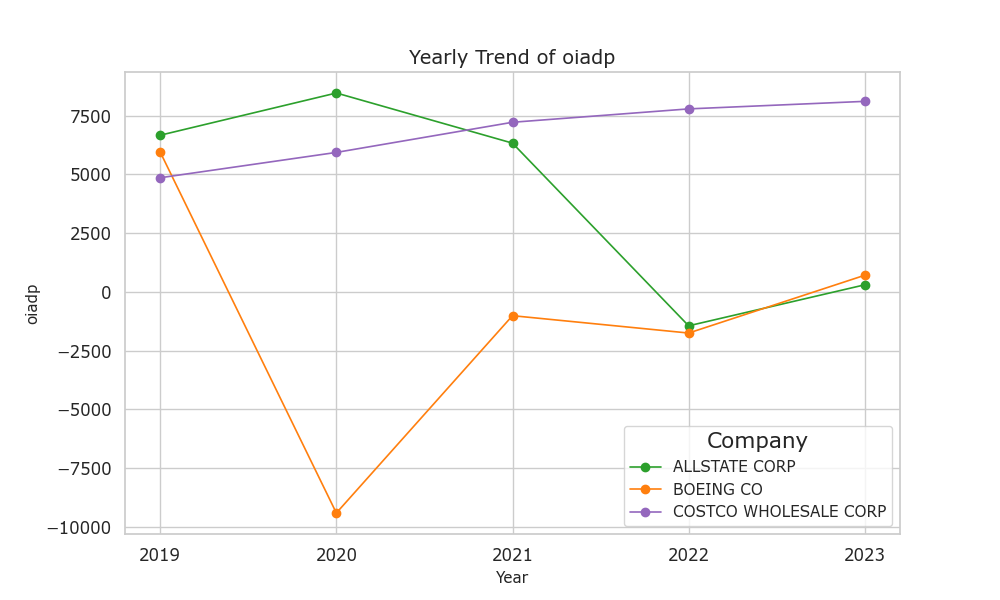 Yearly Trend of oiadp
7500
5000
2500
0
−2500
−5000
−7500
−10000
oiadp
2019 2020 2021 2022 2023
Year
Company
ALLSTATE CORP
BOEING CO
COSTCO WHOLESALE CORP